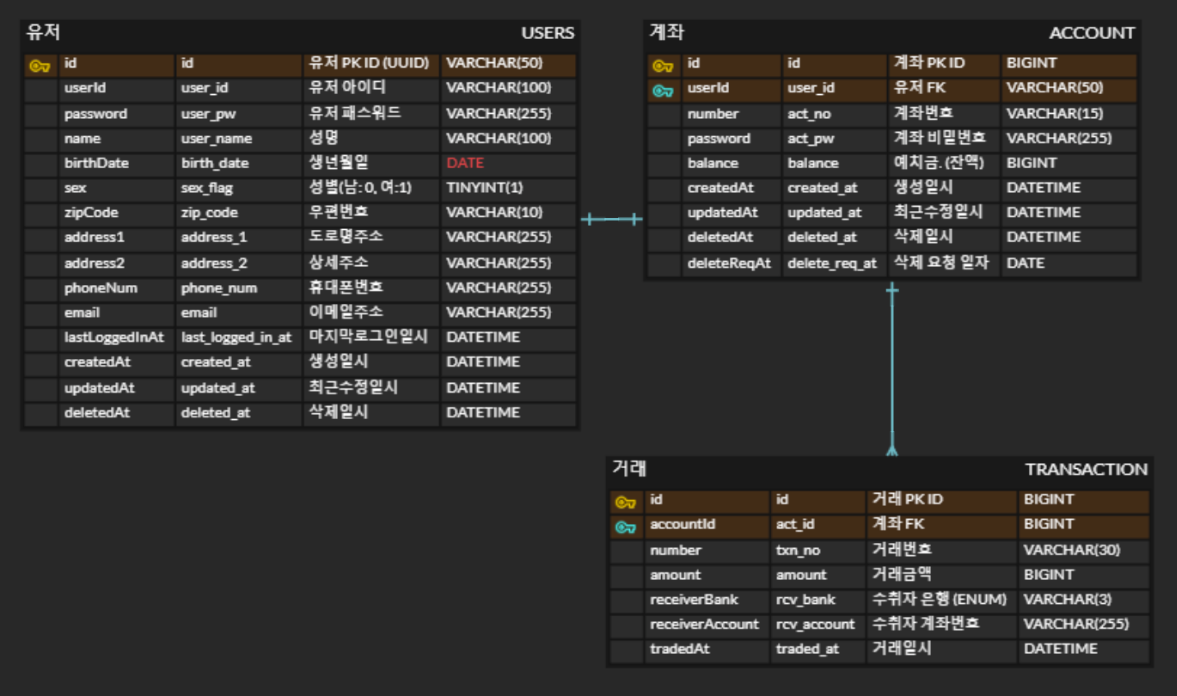 유저 USERS
id id 유저 PK ID (UUID) VARCHAR(50)
userId user_id 유저 아이디 VARCHAR(100)
password user_pw 유저 패스워드 VARCHAR(255)
name user_name 성명 VARCHAR(100)
birthDate birth_date 생년월일 DATE
sex sex_flag 성별(남: 0, 여:1) TINYINT(1)
zipCode zip_code 우편번호 VARCHAR(10)
address1 address_1 도로명주소 VARCHAR(255)
address2 address_2 상세주소 VARCHAR(255)
phoneNum phone_num 휴대폰번호 VARCHAR(255)
email email 이메일주소 VARCHAR(255)
lastLoggedInAt last_logged_in_at 마지막로그인일시 DATETIME
createdAt created_at 생성일시 DATETIME
updatedAt updated_at 최근수정일시 DATETIME
deletedAt deleted_at 삭제일시 DATETIME
계좌 ACCOUNT
id id 계좌 PK ID BIGINT
userId user_id 유저 FK VARCHAR(50)
number act_no 계좌번호 VARCHAR(15)
password act_pw 계좌 비밀번호 VARCHAR(255)
balance balance 예치금. (잔액) BIGINT
createdAt created_at 생성일시 DATETIME
updatedAt updated_at 최근수정일시 DATETIME
deletedAt deleted_at 삭제일시 DATETIME
deleteReqAt delete_req_at 삭제 요청 일자 DATE
거래 TRANSACTION
id id 거래 PK ID BIGINT
accountId act_id 계좌 FK BIGINT
number txn_no 거래번호 VARCHAR(30)
amount amount 거래금액 BIGINT
receiverBank rcv_bank 수취자 은행 (ENUM) VARCHAR(3)
receiverAccount rcv_account 수취자 계좌번호 VARCHAR(255)
tradedAt traded_at 거래일시 DATETIME